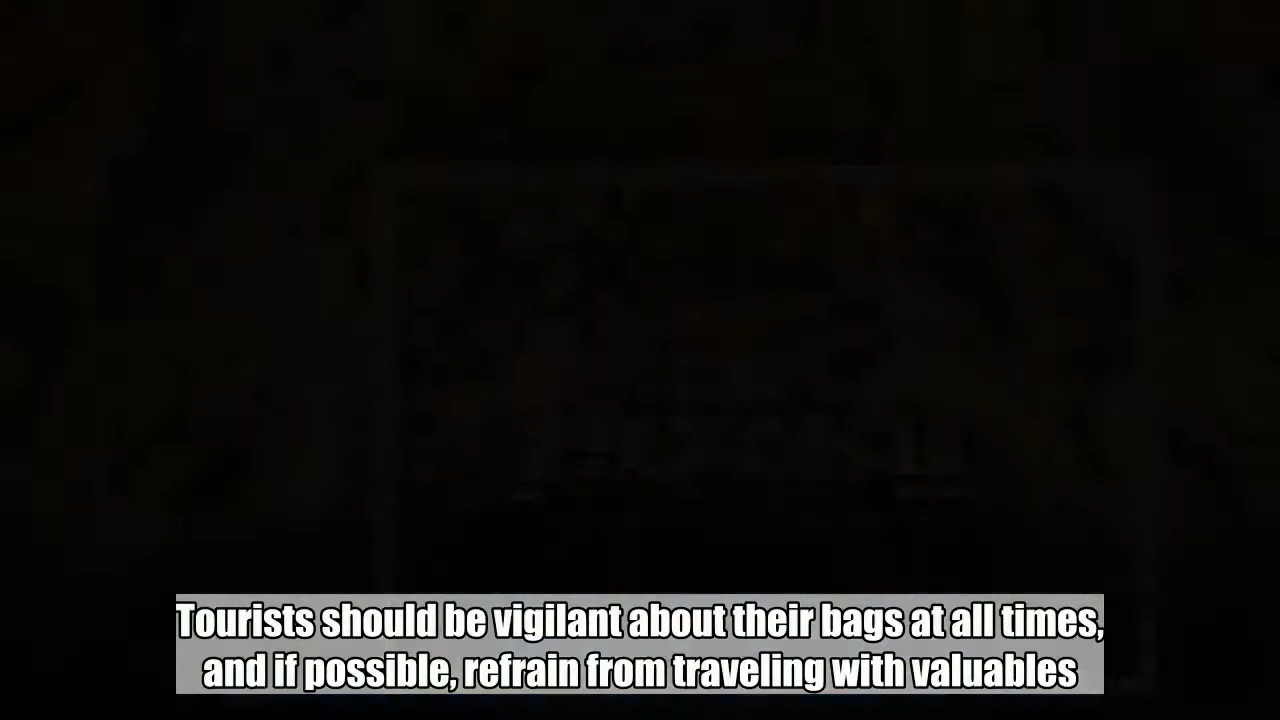 Tourists should be vigilant about their bags at all times,
and if possible, refrain from traveling with valuables